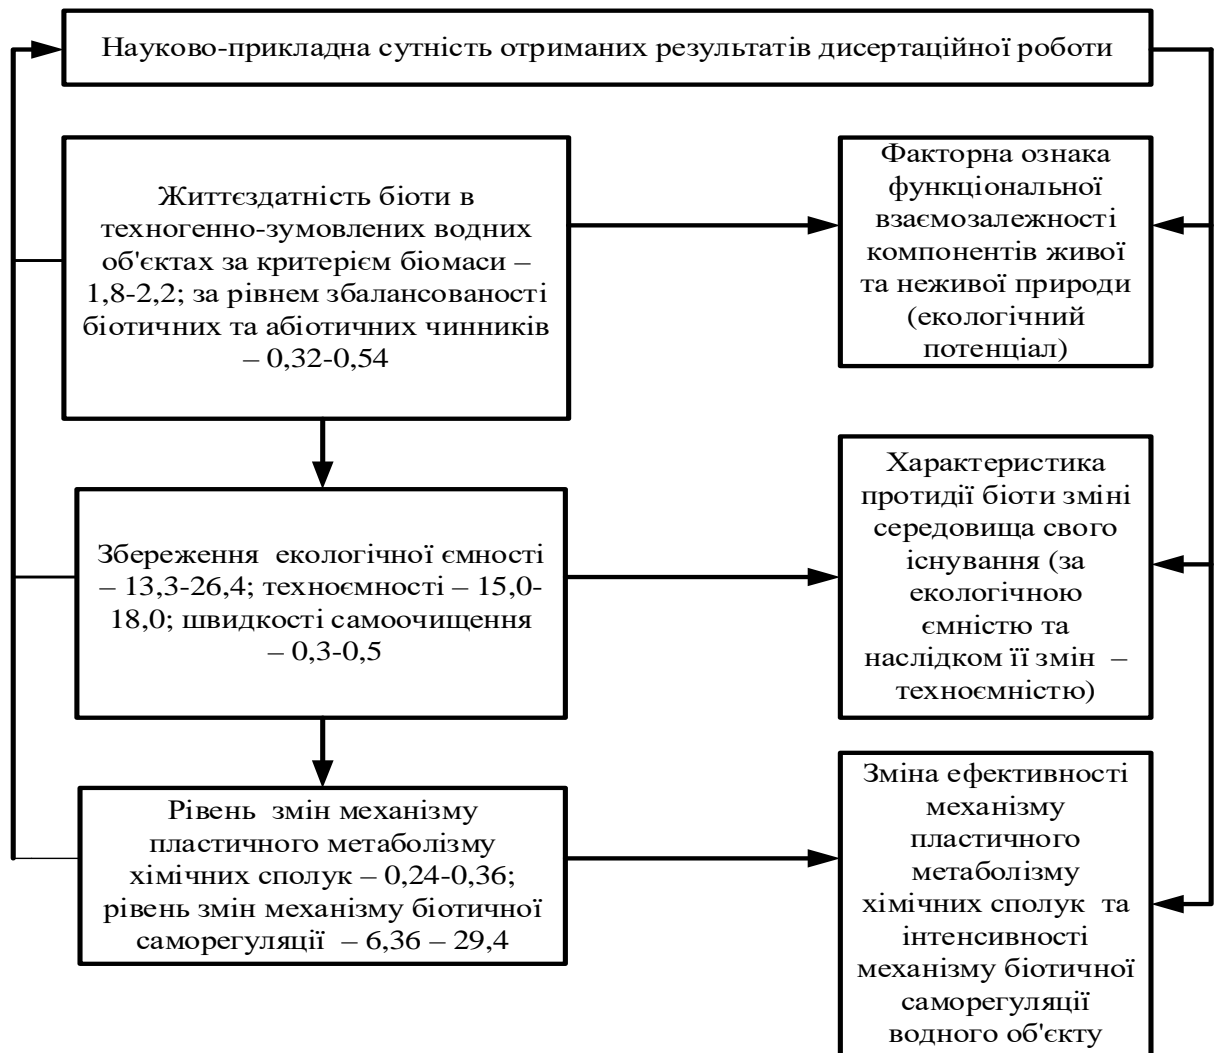 Науково-прикладна сутність отриманих результатів дисертаційної роботи
Життєздатність біоти в
техногенно-зумовлених водних
об'єктах за критерієм біомаси –
1,8-2,2; за рівнем збалансованості
біотичних та абіотичних чинників
– 0,32-0,54
Факторна ознака
функціональної
взаємозалежності
компонентів живої
та неживої природи
(екологічний
потенціал)
Збереження  екологічної ємності
– 13,3-26,4; техноємності – 15,0-
18,0; швидкості самоочищення
– 0,3-0,5
Характеристика
протидії біоти зміні
середовища свого
існування (за
екологічною
ємністю та
наслідком її змін  –
техноємністю)
Рівень  змін механізму
пластичного метаболізму
хімічних сполук – 0,24-0,36;
рівень змін механізму біотичної
саморегуляції  – 6,36 – 29,4
Зміна ефективності
механізму
пластичного
метаболізму
хімічних сполук  та
інтенсивності
механізму біотичної
саморегуляції
водного об'єкту